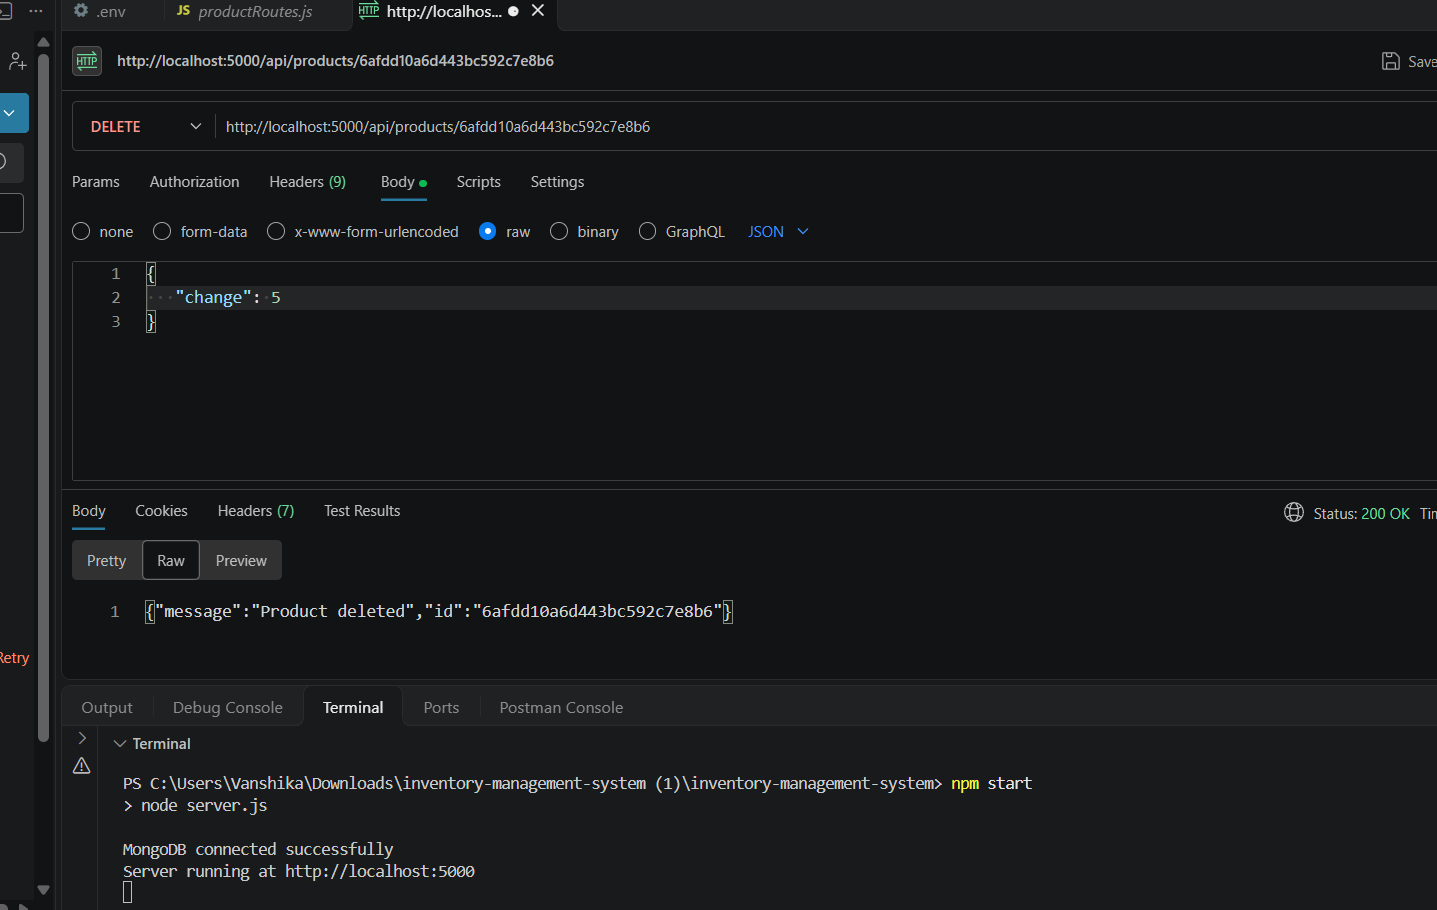 .env
JS productRoutes.js
HTTP http://localhos...
HTTP http://localhost:5000/api/products/6afdd10a6d443bc592c7e8b6
Save
DELETE http://localhost:5000/api/products/6afdd10a6d443bc592c7e8b6
Params Authorization Headers (9) Body Scripts Settings
none form-data x-www-form-urlencoded raw binary GraphQL JSON
1 {
2 "change": 5
3 }
Body Cookies Headers (7) Test Results
Status: 200 OK
Pretty Raw Preview
1 {"message":"Product deleted","id":"6afdd10a6d443bc592c7e8b6"}
Retry
Output Debug Console Terminal Ports Postman Console
Terminal
PS C:\Users\Vanshika\Downloads\inventory-management-system (1)\inventory-management-system> npm start
> node server.js
MongoDB connected successfully
Server running at http://localhost:5000